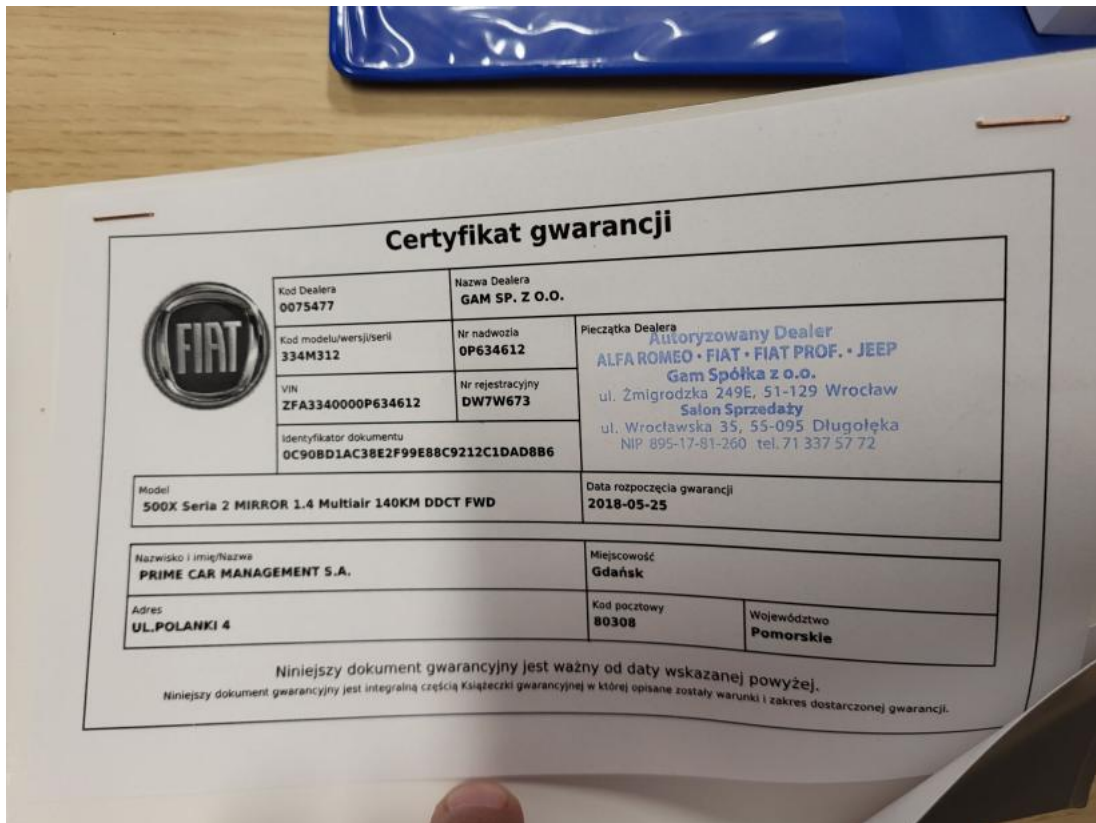 Certyfikat gwarancji
FIAT
Kod Dealera
0075477
Nazwa Dealera
GAM SP. Z O.O.
Kod modelu/wersji/serii
334M312
Nr nadwozia
0P634612
VIN
ZFA3340000P634612
Nr rejestracyjny
DW7W673
Identyfikator dokumentu
0C90BD1AC38E2F99E88C9212C1DAD8B6
Pieczątka Dealera
Autoryzowany Dealer
ALFA ROMEO • FIAT • FIAT PROF. • JEEP
Gam Spółka z o.o.
ul. Żmigrodzka 249E, 51-129 Wrocław
Salon Sprzedaży
ul. Wrocławska 35, 55-095 Długołęka
NIP 895-17-81-260 tel. 71 337 57 72
Model
500X Seria 2 MIRROR 1.4 Multiair 140KM DDCT FWD
Data rozpoczęcia gwarancji
2018-05-25
Nazwisko i imię/Nazwa
PRIME CAR MANAGEMENT S.A.
Miejscowość
Gdańsk
Adres
UL.POLANKI 4
Kod pocztowy
80308
Województwo
Pomorskie
Niniejszy dokument gwarancyjny jest ważny od daty wskazanej powyżej.
Niniejszy dokument gwarancyjny jest integralną częścią Książeczki gwarancyjnej w której opisane zostały warunki i zakres dostarczonej gwarancji.